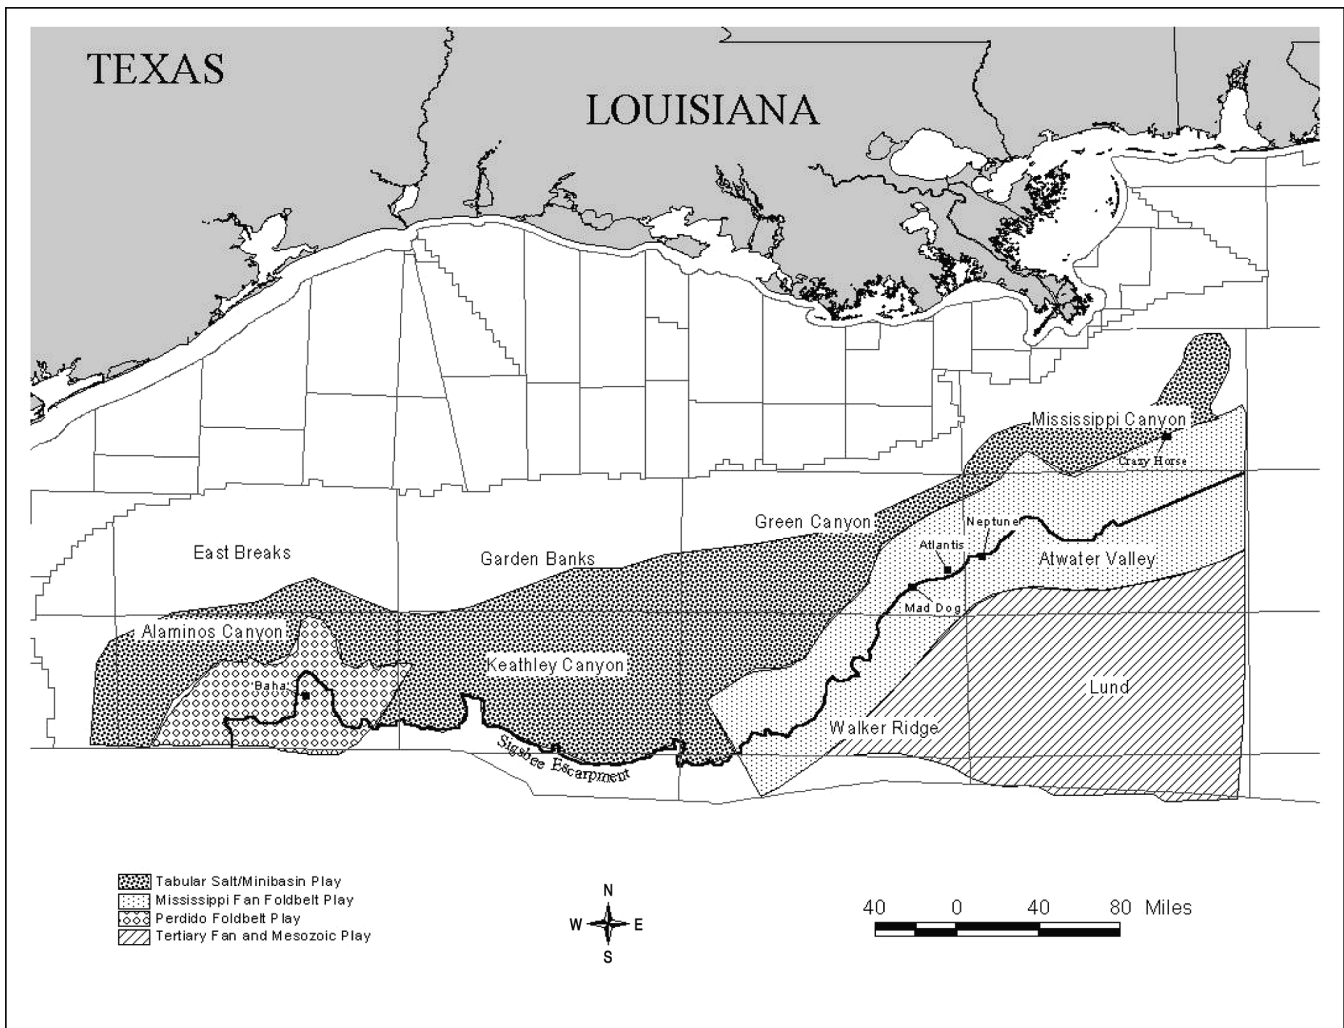 TEXAS
LOUISIANA
Mississippi Canyon
Crazy Horse
Green Canyon
Neptune
East Breaks
Garden Banks
Atlantis
Atwater Valley
Mad Dog
Alaminos Canyon
Keathley Canyon
Baha
Lund
Walker Ridge
Sigsbee Escarpment
Tabular Salt/Minibasin Play
Mississippi Fan Foldbelt Play
Perdido Foldbelt Play
Tertiary Fan and Mesozoic Play
N
W E
S
40 0 40 80 Miles